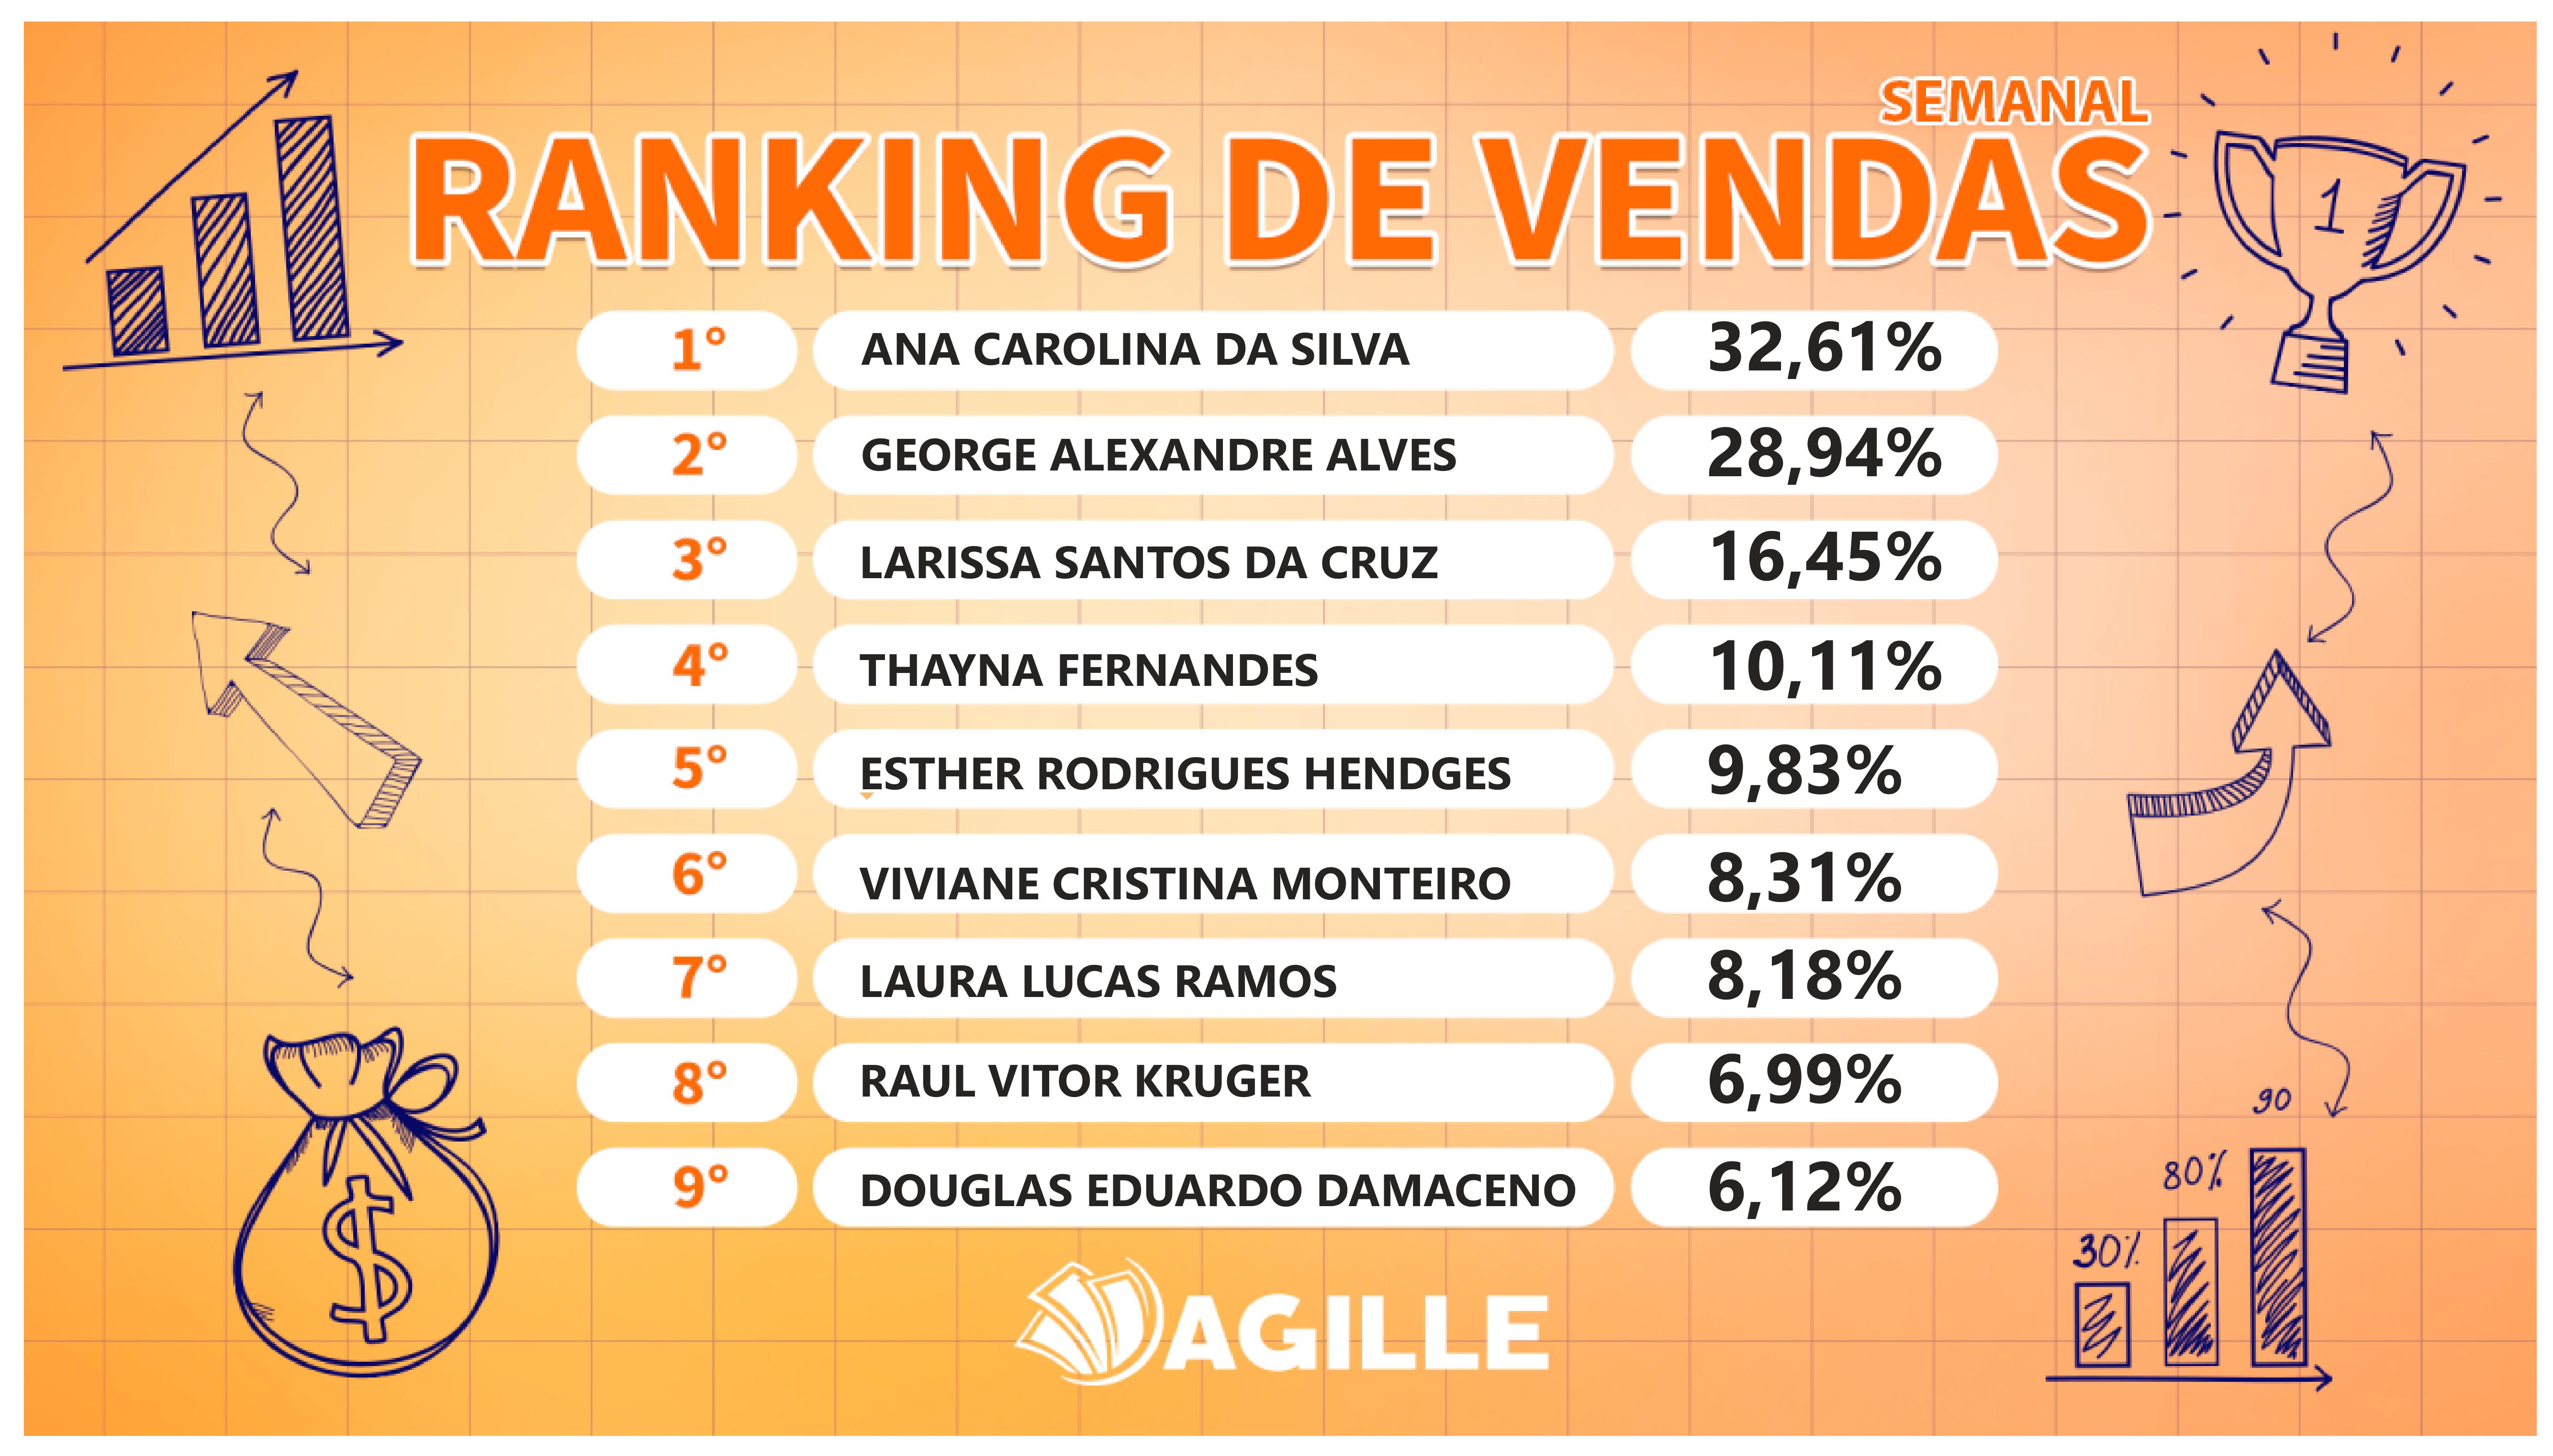 SEMANAL
RANKING DE VENDAS
1
1° ANA CAROLINA DA SILVA 32,61%
2° GEORGE ALEXANDRE ALVES 28,94%
3° LARISSA SANTOS DA CRUZ 16,45%
4° THAYNA FERNANDES 10,11%
5° ESTHER RODRIGUES HENDGES 9,83%
6° VIVIANE CRISTINA MONTEIRO 8,31%
7° LAURA LUCAS RAMOS 8,18%
8° RAUL VITOR KRUGER 6,99%
9° DOUGLAS EDUARDO DAMACENO 6,12%
$
90
80%
30%
AGILLE